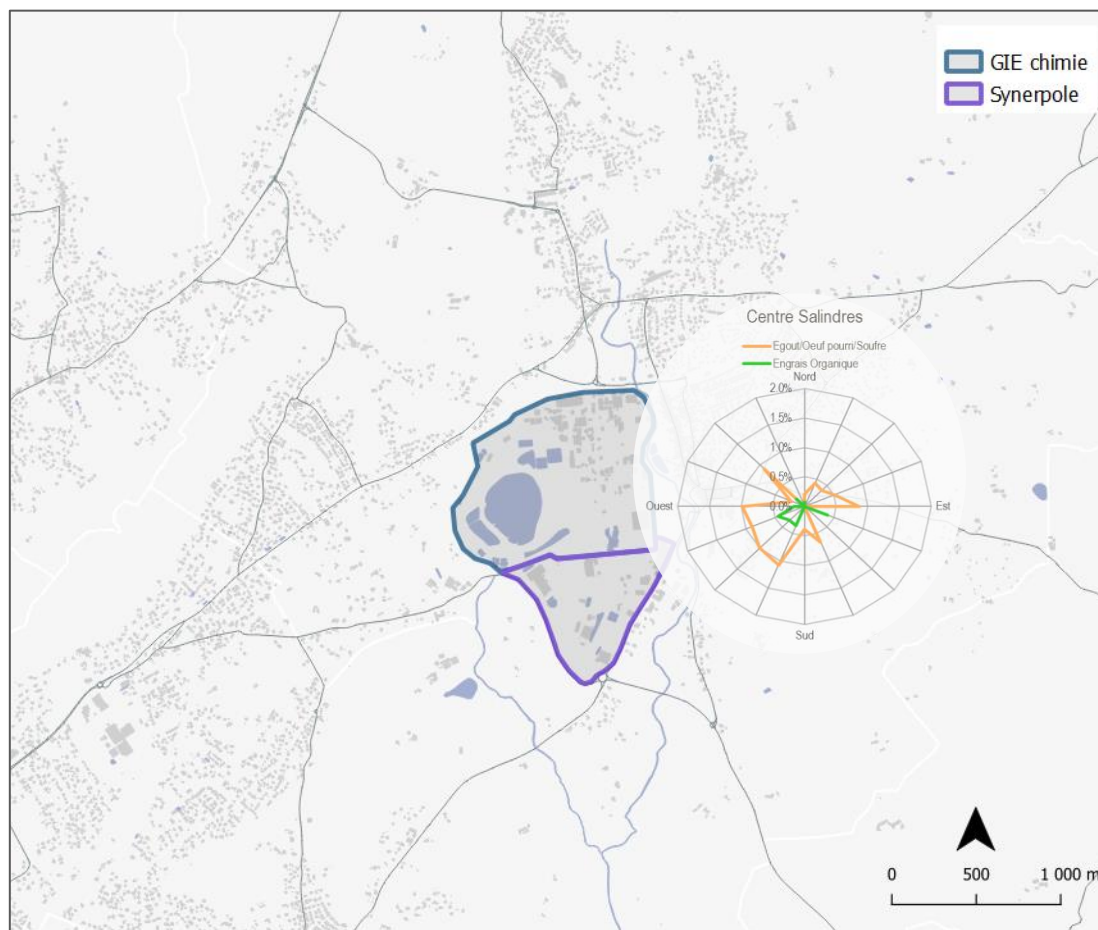 GIE chimie
Synerpole
Centre Salindres
Egout/Oeuf pourri/Soufre
Engrais Organique
Nord
2.0%
1.5%
1.0%
0.5%
0.0%
Ouest
Est
Sud
0 500 1 000 m